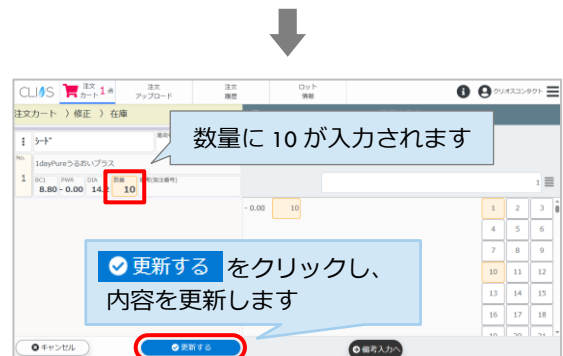 CLIOS 注文カート 1 点 注文アップロード 注文履歴 ロット情報 クリオスコンタクト
注文カート 〉修正 〉在庫
数量に 10 が入力されます
シード
No. 1dayPureうるおいプラス
1 BC1 PWR DIA 数量
8.80 - 0.00 14.2 10
1
- 0.00 10
1 2 3
4 5 6
7 8 9
10 11 12
13 14 15
16 17 18
更新する をクリックし、
内容を更新します
キャンセル 更新する 備考入力へ